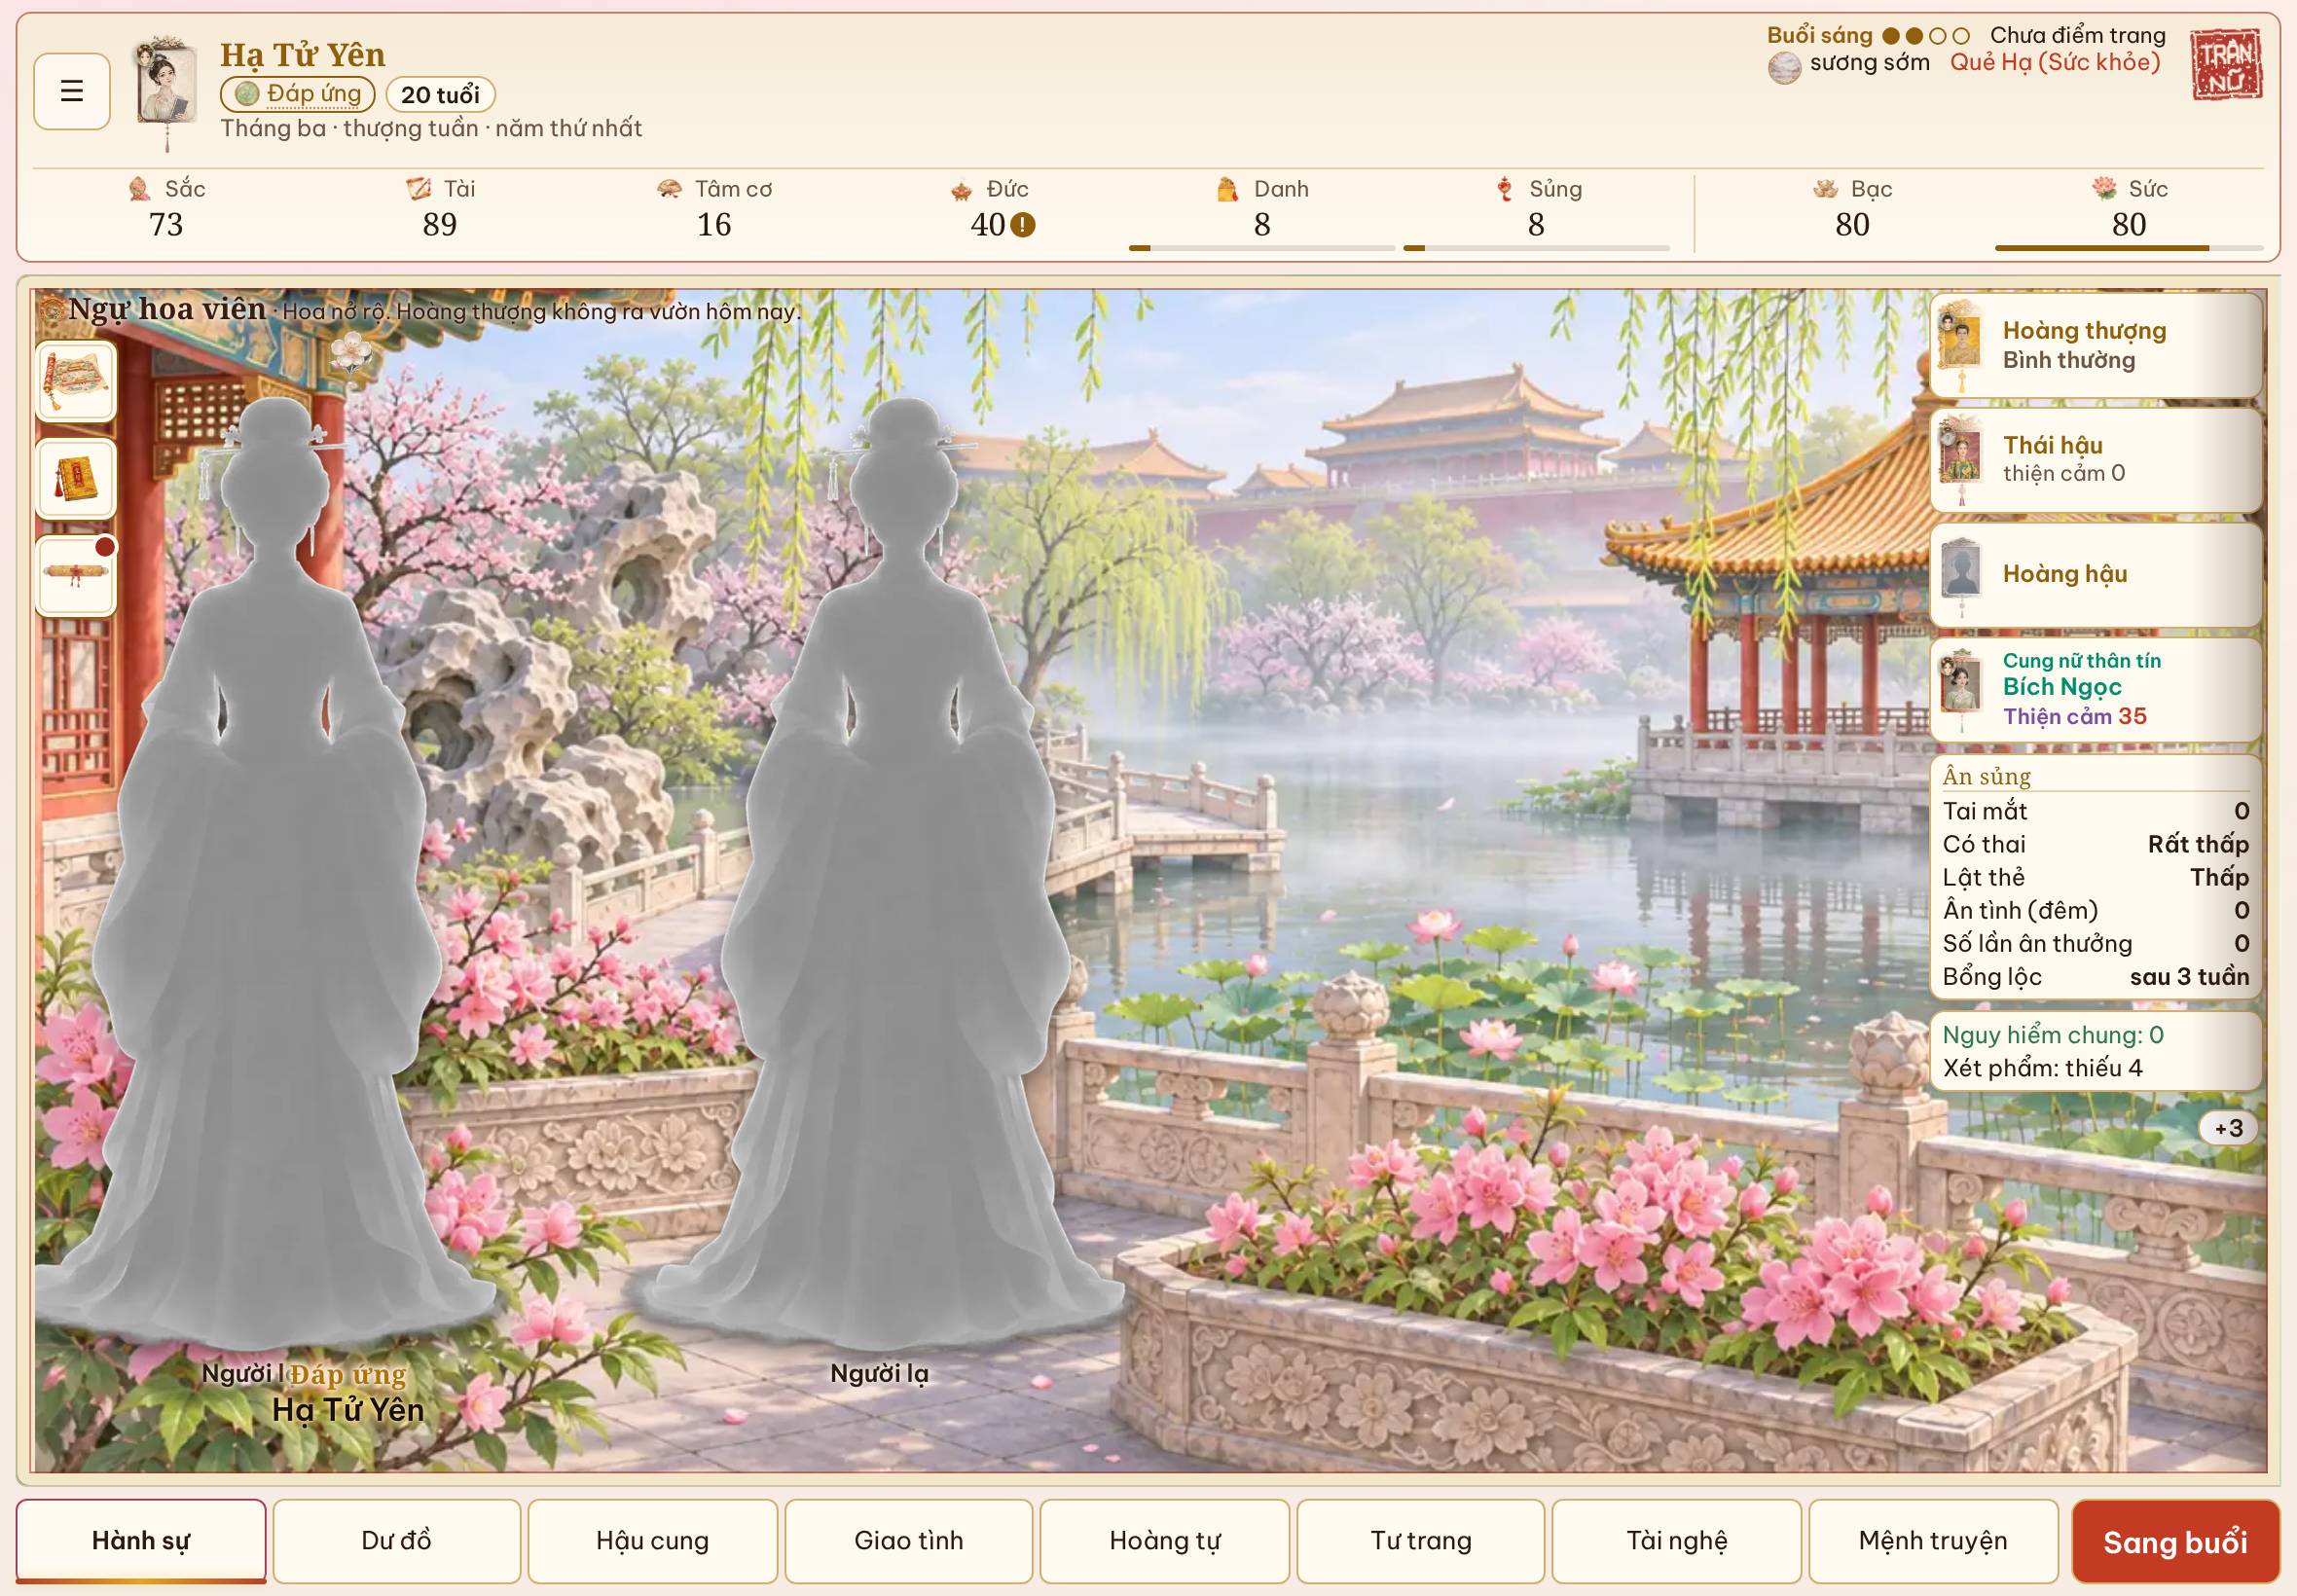 ☰
Hạ Tử Yên
Đáp ứng
20 tuổi
Tháng ba · thượng tuần · năm thứ nhất
Buổi sáng
Chưa điểm trang
sương sớm
Quẻ Hạ (Sức khỏe)
TRÂN NỮ
Sắc
73
Tài
89
Tâm cơ
16
Đức
40 !
Danh
8
Sủng
8
Bạc
80
Sức
80
Ngự hoa viên · Hoa nở rộ. Hoàng thượng không ra vườn hôm nay.
Hoàng thượng
Bình thường
Thái hậu
thiện cảm 0
Hoàng hậu
Cung nữ thân tín
Bích Ngọc
Thiện cảm 35
Ân sủng
Tai mắt 0
Có thai Rất thấp
Lật thẻ Thấp
Ân tình (đêm) 0
Số lần ân thưởng 0
Bổng lộc sau 3 tuần
Nguy hiểm chung: 0
Xét phẩm: thiếu 4
+3
Người l
Đáp ứng
Hạ Tử Yên
Người lạ
Hành sự
Dư đồ
Hậu cung
Giao tình
Hoàng tự
Tư trang
Tài nghệ
Mệnh truyện
Sang buổi